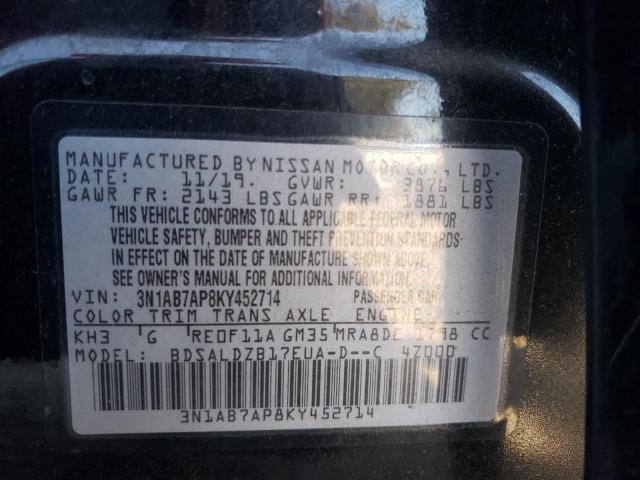 MANUFACTURED BY NISSAN MOTOR CO., LTD.
DATE: 11/19. GVWR: 3876 LBS
GAWR FR: 2143 LBS GAWR RR: 1881 LBS
THIS VEHICLE CONFORMS TO ALL APPLICABLE FEDERAL MOTOR
VEHICLE SAFETY, BUMPER AND THEFT PREVENTION STANDARDS
IN EFFECT ON THE DATE OF MANUFACTURE SHOWN ABOVE.
SEE OWNER'S MANUAL FOR ADDITIONAL INFORMATION.
VIN: 3N1AB7AP8KY452714 PASSENGER CAR
COLOR TRIM TRANS AXLE ENGINE
KH3 G RE0F11A GM35 MRA8DE 1798 CC
MODEL: BDSALDZB17EUA-D--C 4Z000
3N1AB7AP8KY452714